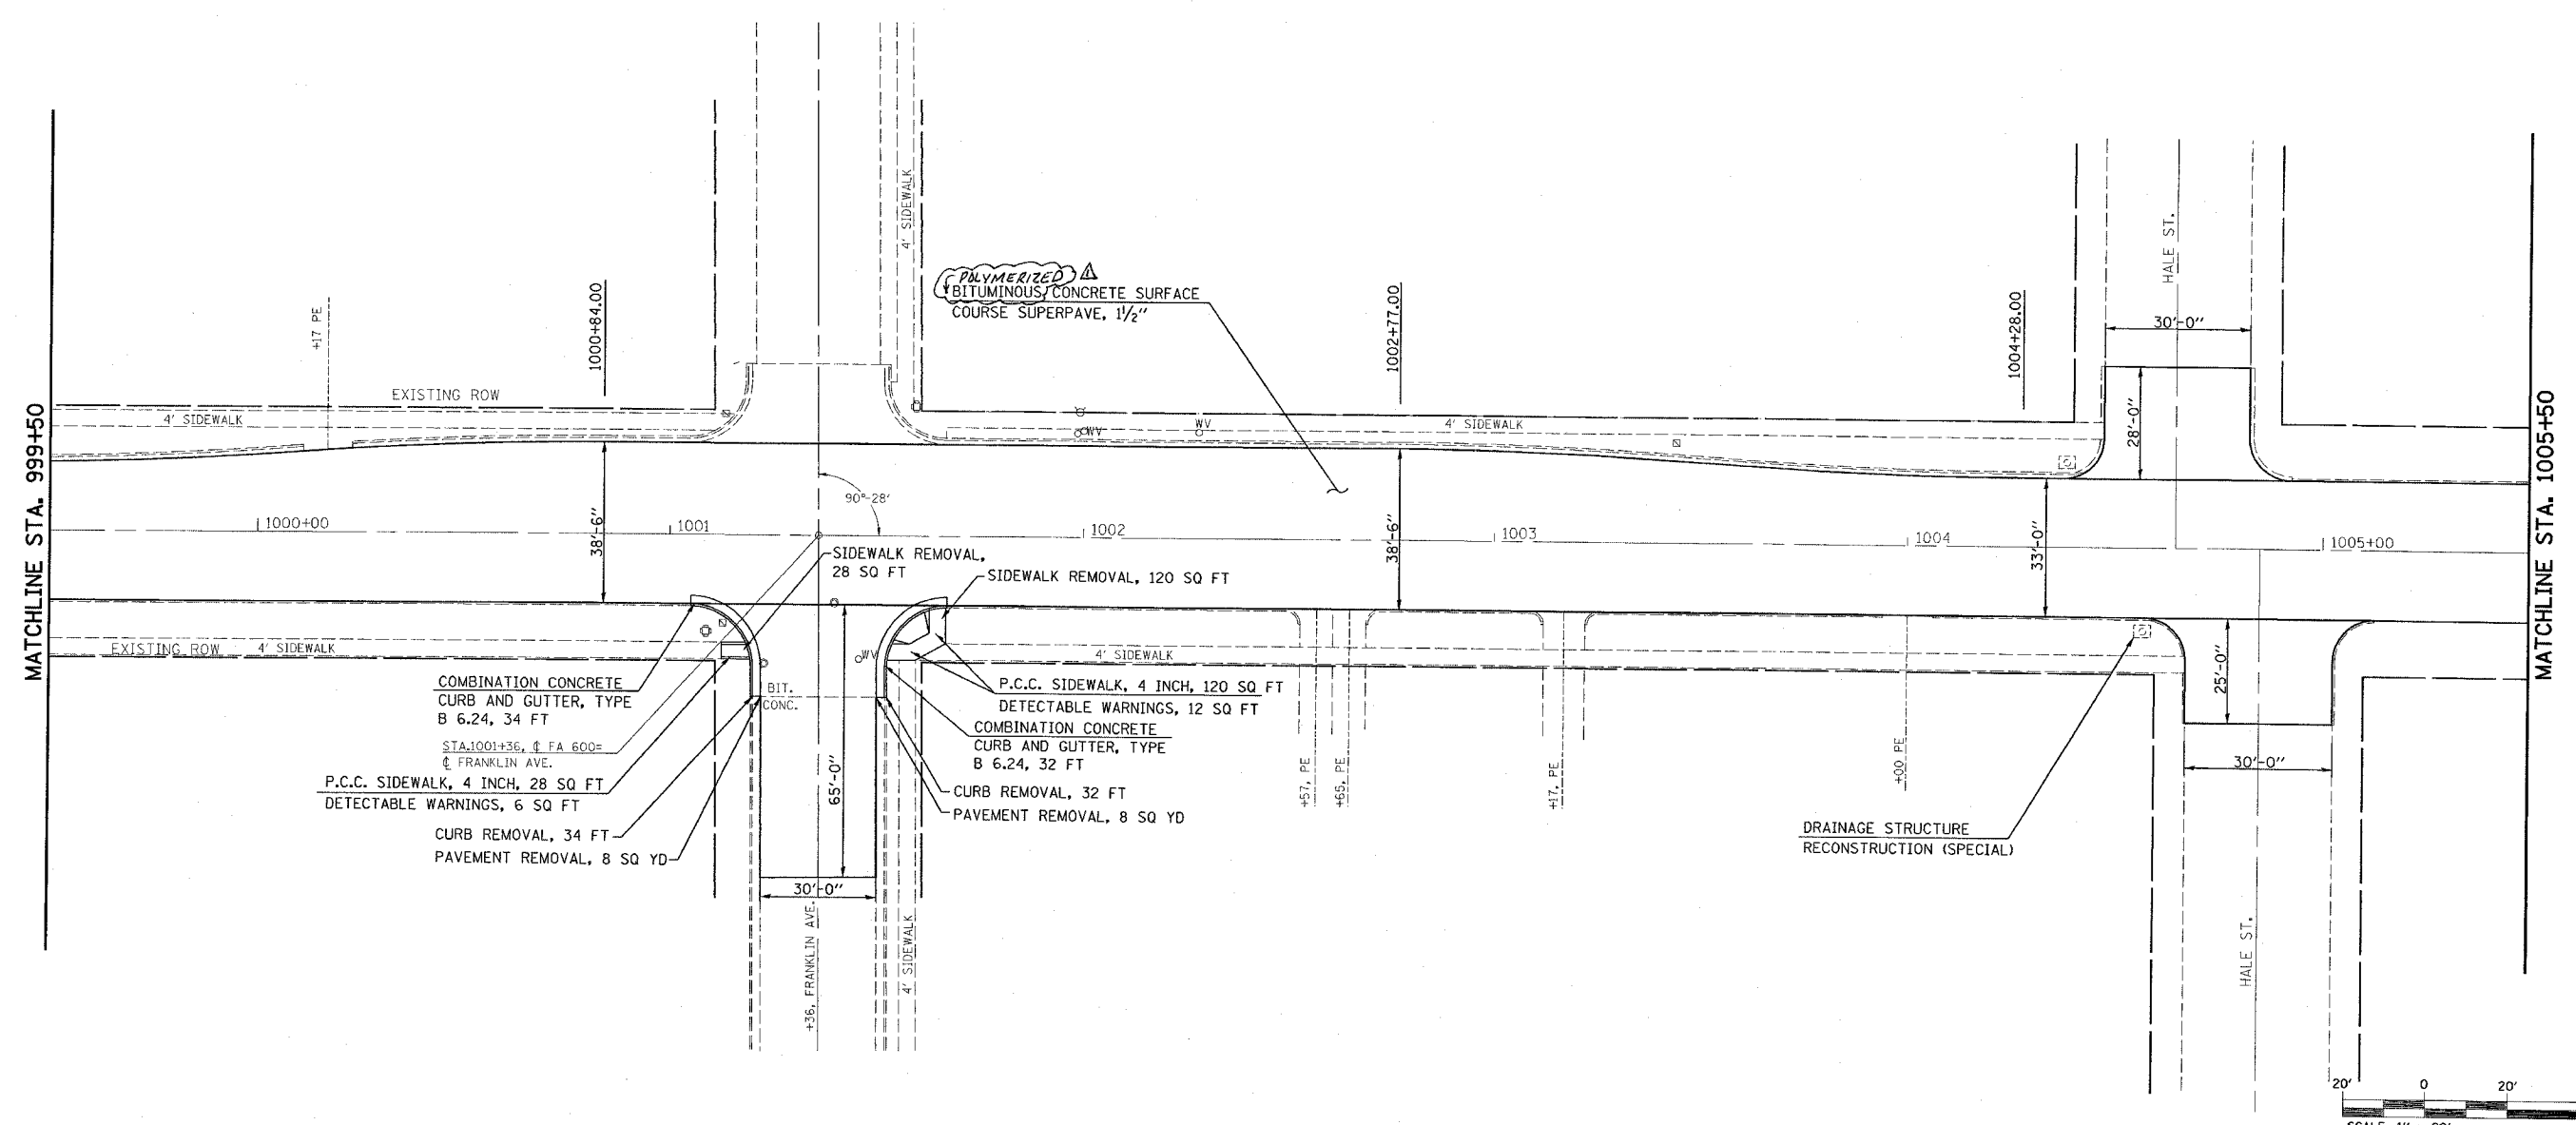 MATCHLINE STA. 999+50
+17 PE
EXISTING ROW
4' SIDEWALK
1000+84.00
4' SIDEWALK
POLYMERIZED
BITUMINOUS CONCRETE SURFACE
COURSE SUPERPAVE, 1½"
WV
WV
1002+77.00
4' SIDEWALK
1004+28.00
HALE ST.
30'-0"
28'-0"
MATCHLINE STA. 1005+50
90°-28'
1000+00
38'-6"
1001
1002
38'-6"
1003
1004
33'-0"
1005+00
SIDEWALK REMOVAL,
28 SQ FT
SIDEWALK REMOVAL, 120 SQ FT
EXISTING ROW
4' SIDEWALK
WV
4' SIDEWALK
COMBINATION CONCRETE
CURB AND GUTTER, TYPE
B 6.24, 34 FT
STA.1001+36, ℄ FA 600=
℄ FRANKLIN AVE.
P.C.C. SIDEWALK, 4 INCH, 28 SQ FT
DETECTABLE WARNINGS, 6 SQ FT
CURB REMOVAL, 34 FT
PAVEMENT REMOVAL, 8 SQ YD
BIT.
CONC.
65'-0"
30'-0"
+36, FRANKLIN AVE.
4' SIDEWALK
P.C.C. SIDEWALK, 4 INCH, 120 SQ FT
DETECTABLE WARNINGS, 12 SQ FT
COMBINATION CONCRETE
CURB AND GUTTER, TYPE
B 6.24, 32 FT
CURB REMOVAL, 32 FT
PAVEMENT REMOVAL, 8 SQ YD
+57, PE
+65, PE
+17, PE
+00 PE
DRAINAGE STRUCTURE
RECONSTRUCTION (SPECIAL)
25'-0"
30'-0"
HALE ST.
20' 0 20'